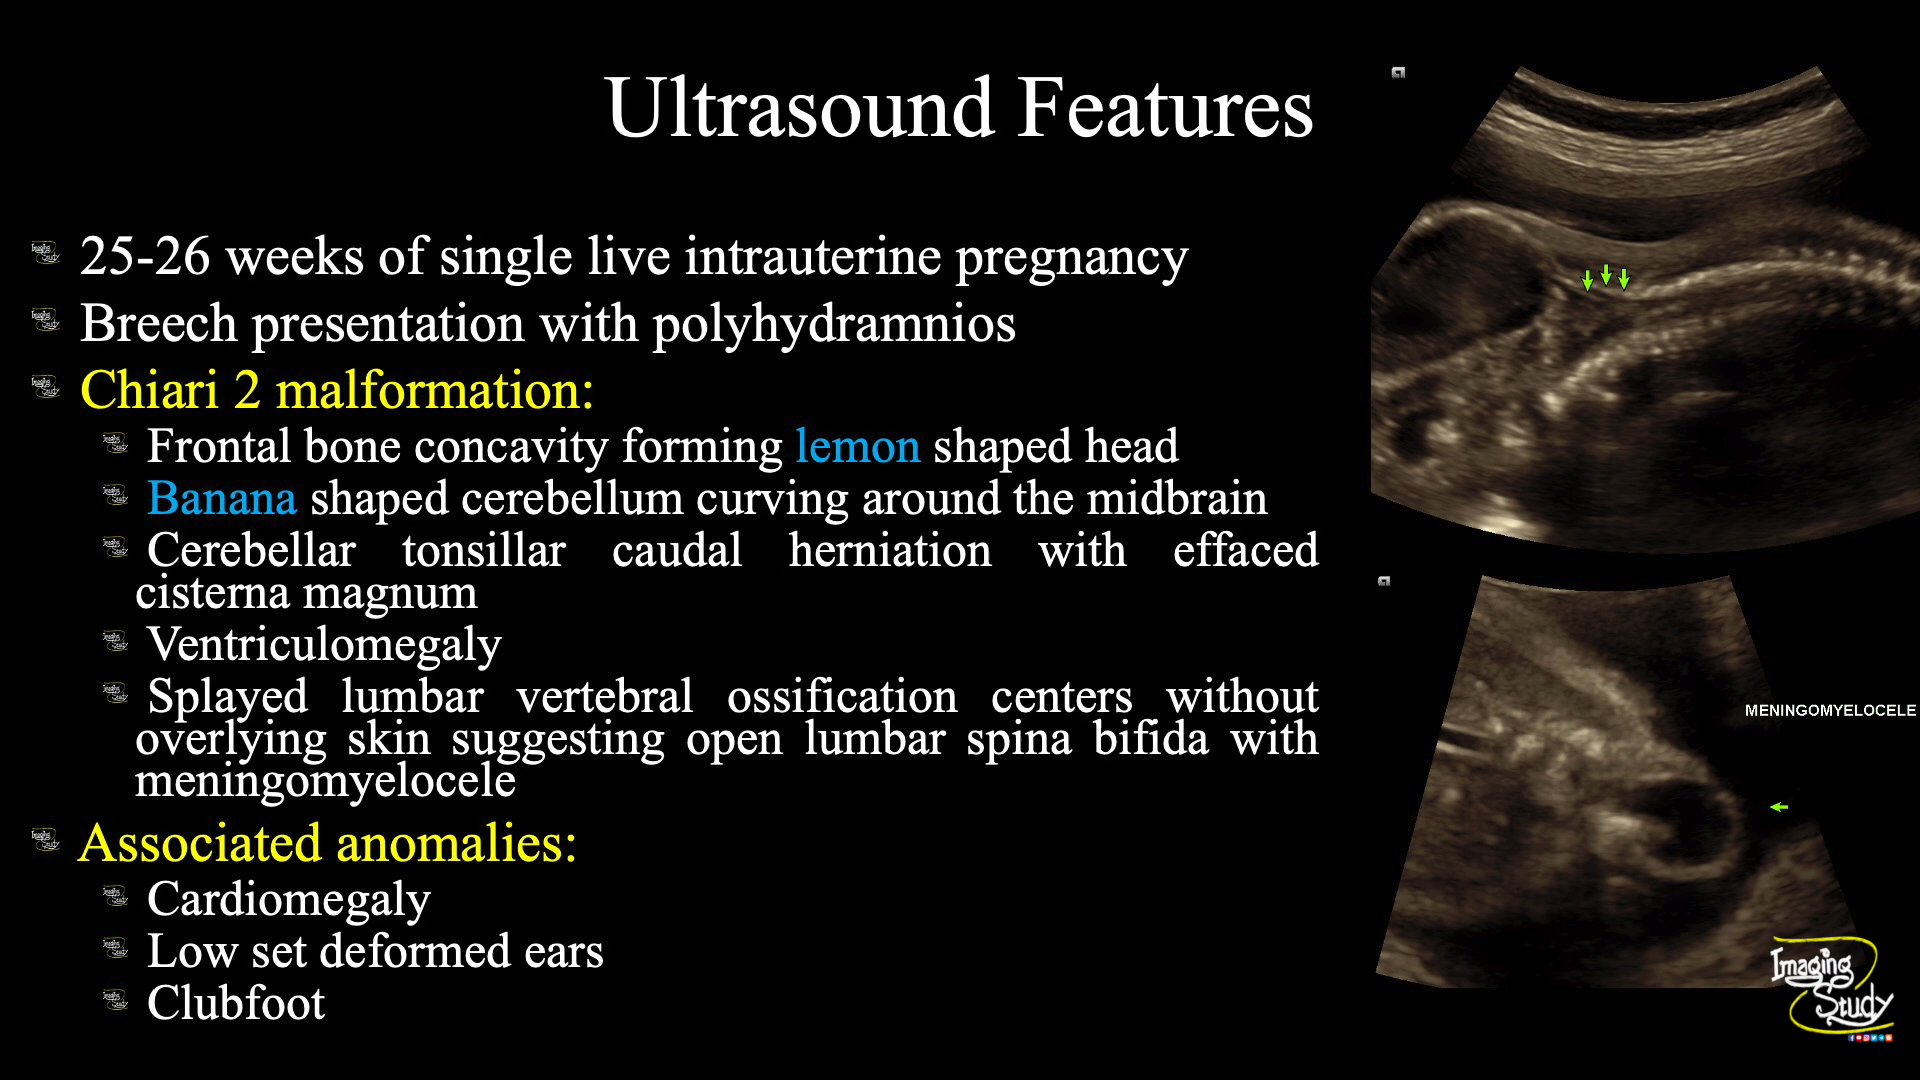 Ultrasound Features
25-26 weeks of single live intrauterine pregnancy
Breech presentation with polyhydramnios
Chiari 2 malformation:
Frontal bone concavity forming lemon shaped head
Banana shaped cerebellum curving around the midbrain
Cerebellar tonsillar caudal herniation with effaced
cisterna magnum
Ventriculomegaly
Splayed lumbar vertebral ossification centers without
overlying skin suggesting open lumbar spina bifida with
meningomyelocele
Associated anomalies:
Cardiomegaly
Low set deformed ears
Clubfoot
MENINGOMYELOCELE
Imaging
Study